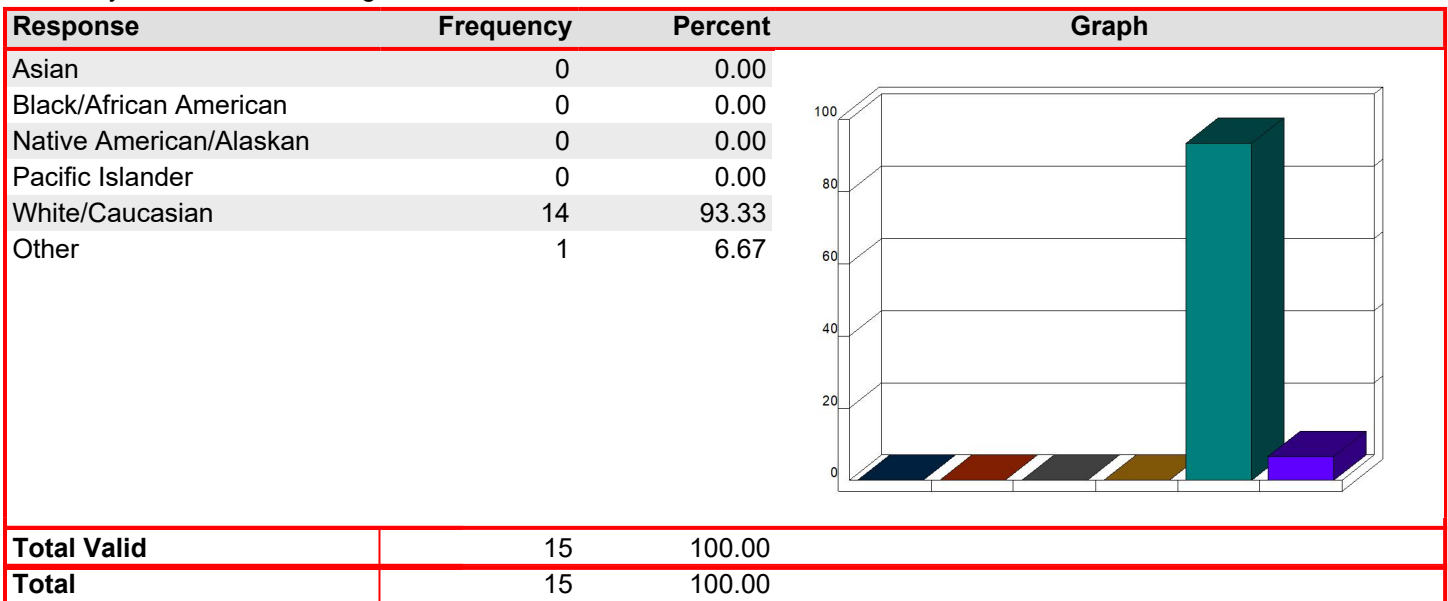 Response Frequency Percent Graph
Asian 0 0.00
Black/African American 0 0.00
Native American/Alaskan 0 0.00
Pacific Islander 0 0.00
White/Caucasian 14 93.33
Other 1 6.67
100
80
60
40
20
0
Total Valid 15 100.00
Total 15 100.00